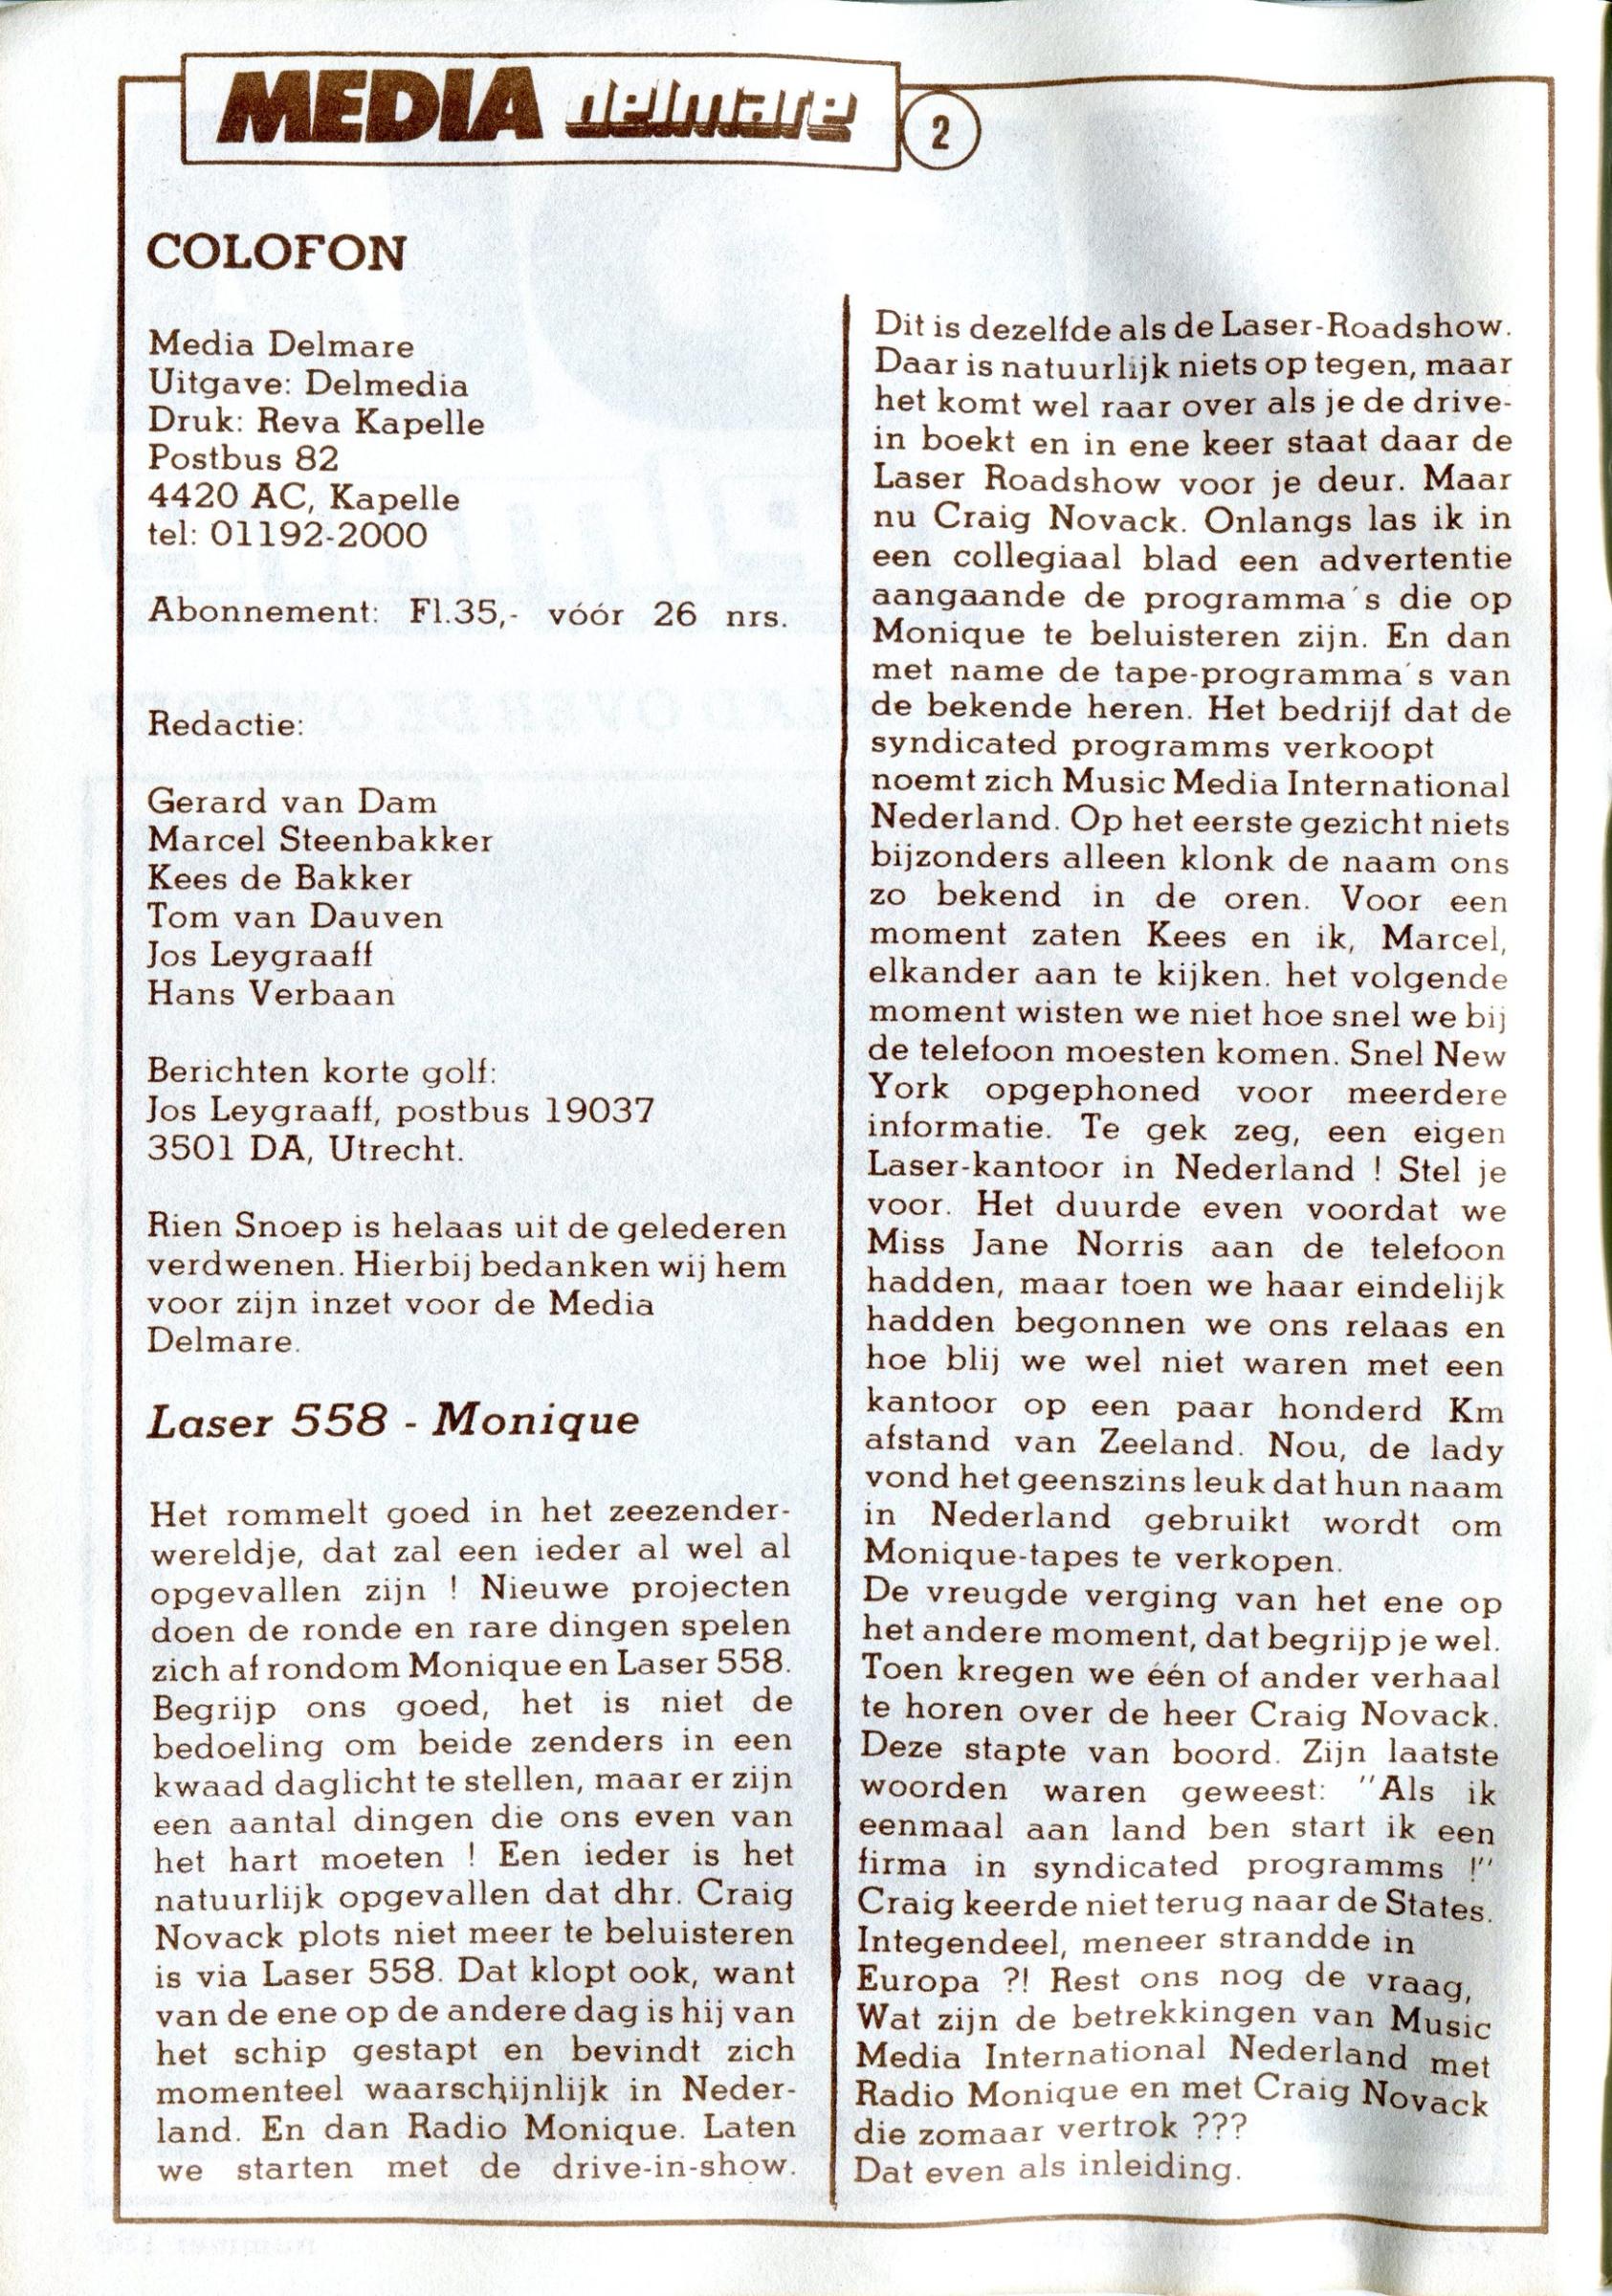 MEDIA delmare 2
COLOFON
Media Delmare
Uitgave: Delmedia
Druk: Reva Kapelle
Postbus 82
4420 AC, Kapelle
tel: 01192-2000
Abonnement: Fl.35,- vóór 26 nrs.
Redactie:
Gerard van Dam
Marcel Steenbakker
Kees de Bakker
Tom van Dauven
Jos Leygraaff
Hans Verbaan
Berichten korte golf:
Jos Leygraaff, postbus 19037
3501 DA, Utrecht.
Rien Snoep is helaas uit de gelederen
verdwenen. Hierbij bedanken wij hem
voor zijn inzet voor de Media
Delmare.
Laser 558 - Monique
Het rommelt goed in het zeezender-
wereldje, dat zal een ieder al wel al
opgevallen zijn ! Nieuwe projecten
doen de ronde en rare dingen spelen
zich af rondom Monique en Laser 558.
Begrijp ons goed, het is niet de
bedoeling om beide zenders in een
kwaad daglicht te stellen, maar er zijn
een aantal dingen die ons even van
het hart moeten ! Een ieder is het
natuurlijk opgevallen dat dhr. Craig
Novack plots niet meer te beluisteren
is via Laser 558. Dat klopt ook, want
van de ene op de andere dag is hij van
het schip gestapt en bevindt zich
momenteel waarschijnlijk in Neder-
land. En dan Radio Monique. Laten
we starten met de drive-in-show.
Dit is dezelfde als de Laser-Roadshow.
Daar is natuurlijk niets op tegen, maar
het komt wel raar over als je de drive-
in boekt en in ene keer staat daar de
Laser Roadshow voor je deur. Maar
nu Craig Novack. Onlangs las ik in
een collegiaal blad een advertentie
aangaande de programma's die op
Monique te beluisteren zijn. En dan
met name de tape-programma's van
de bekende heren. Het bedrijf dat de
syndicated programms verkoopt
noemt zich Music Media International
Nederland. Op het eerste gezicht niets
bijzonders alleen klonk de naam ons
zo bekend in de oren. Voor een
moment zaten Kees en ik, Marcel,
elkander aan te kijken. het volgende
moment wisten we niet hoe snel we bij
de telefoon moesten komen. Snel New
York opgephoned voor meerdere
informatie. Te gek zeg, een eigen
Laser-kantoor in Nederland ! Stel je
voor. Het duurde even voordat we
Miss Jane Norris aan de telefoon
hadden, maar toen we haar eindelijk
hadden begonnen we ons relaas en
hoe blij we wel niet waren met een
kantoor op een paar honderd Km
afstand van Zeeland. Nou, de lady
vond het geenszins leuk dat hun naam
in Nederland gebruikt wordt om
Monique-tapes te verkopen.
De vreugde verging van het ene op
het andere moment, dat begrijp je wel.
Toen kregen we één of ander verhaal
te horen over de heer Craig Novack.
Deze stapte van boord. Zijn laatste
woorden waren geweest: "Als ik
eenmaal aan land ben start ik een
firma in syndicated programms !"
Craig keerde niet terug naar de States.
Integendeel, meneer strandde in
Europa ?! Rest ons nog de vraag,
Wat zijn de betrekkingen van Music
Media International Nederland met
Radio Monique en met Craig Novack
die zomaar vertrok ???
Dat even als inleiding.